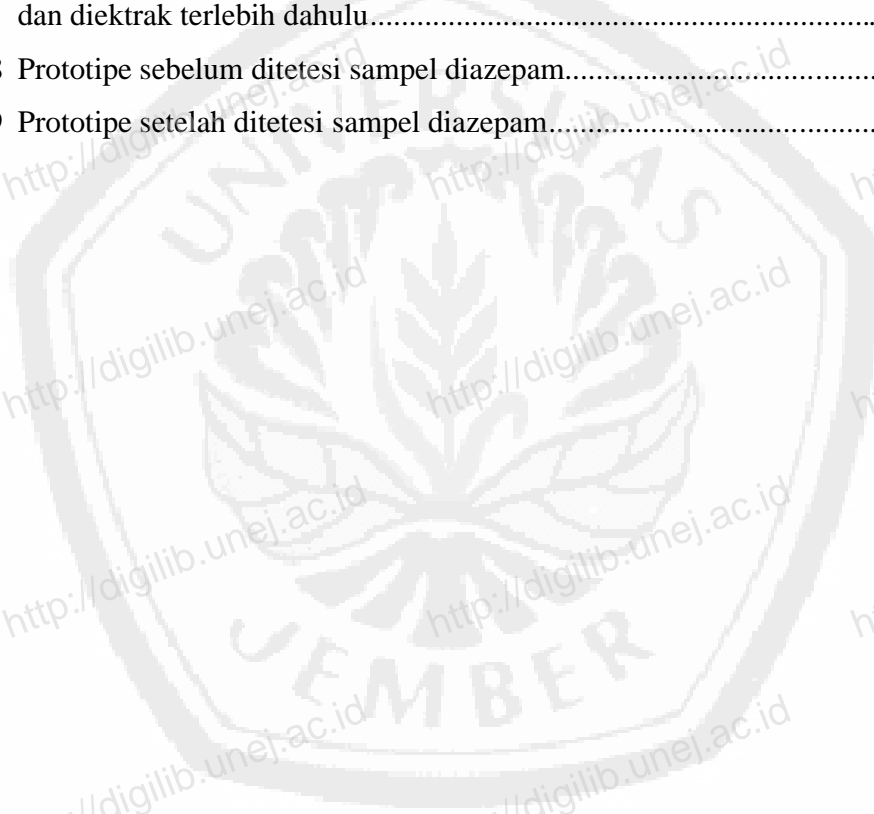 dan diektrak terlebih dahulu
Prototipe sebelum ditetesi sampel diazepam
9 Prototipe setelah ditetesi sampel diazepam
UNIVERSITAS
JEMBER
http://digilib.unej.ac.id
http://digilib.unej.ac.id
http://digilib.unej.ac.id
http://digilib.unej.ac.id
http://digilib.unej.ac.id
http://digilib.unej.ac.id
//digilib.unej.ac.id
//digilib.unej.ac.id